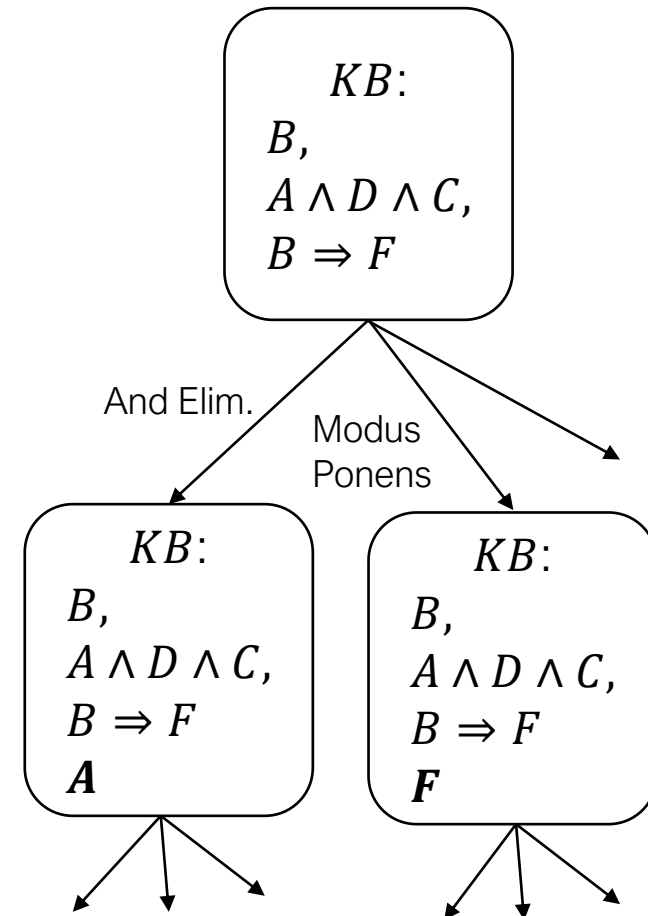 KB:
B,
A ∧ D ∧ C,
B ⇒ F
And Elim.
Modus
Ponens
KB:
B,
A ∧ D ∧ C,
B ⇒ F
A
KB:
B,
A ∧ D ∧ C,
B ⇒ F
F